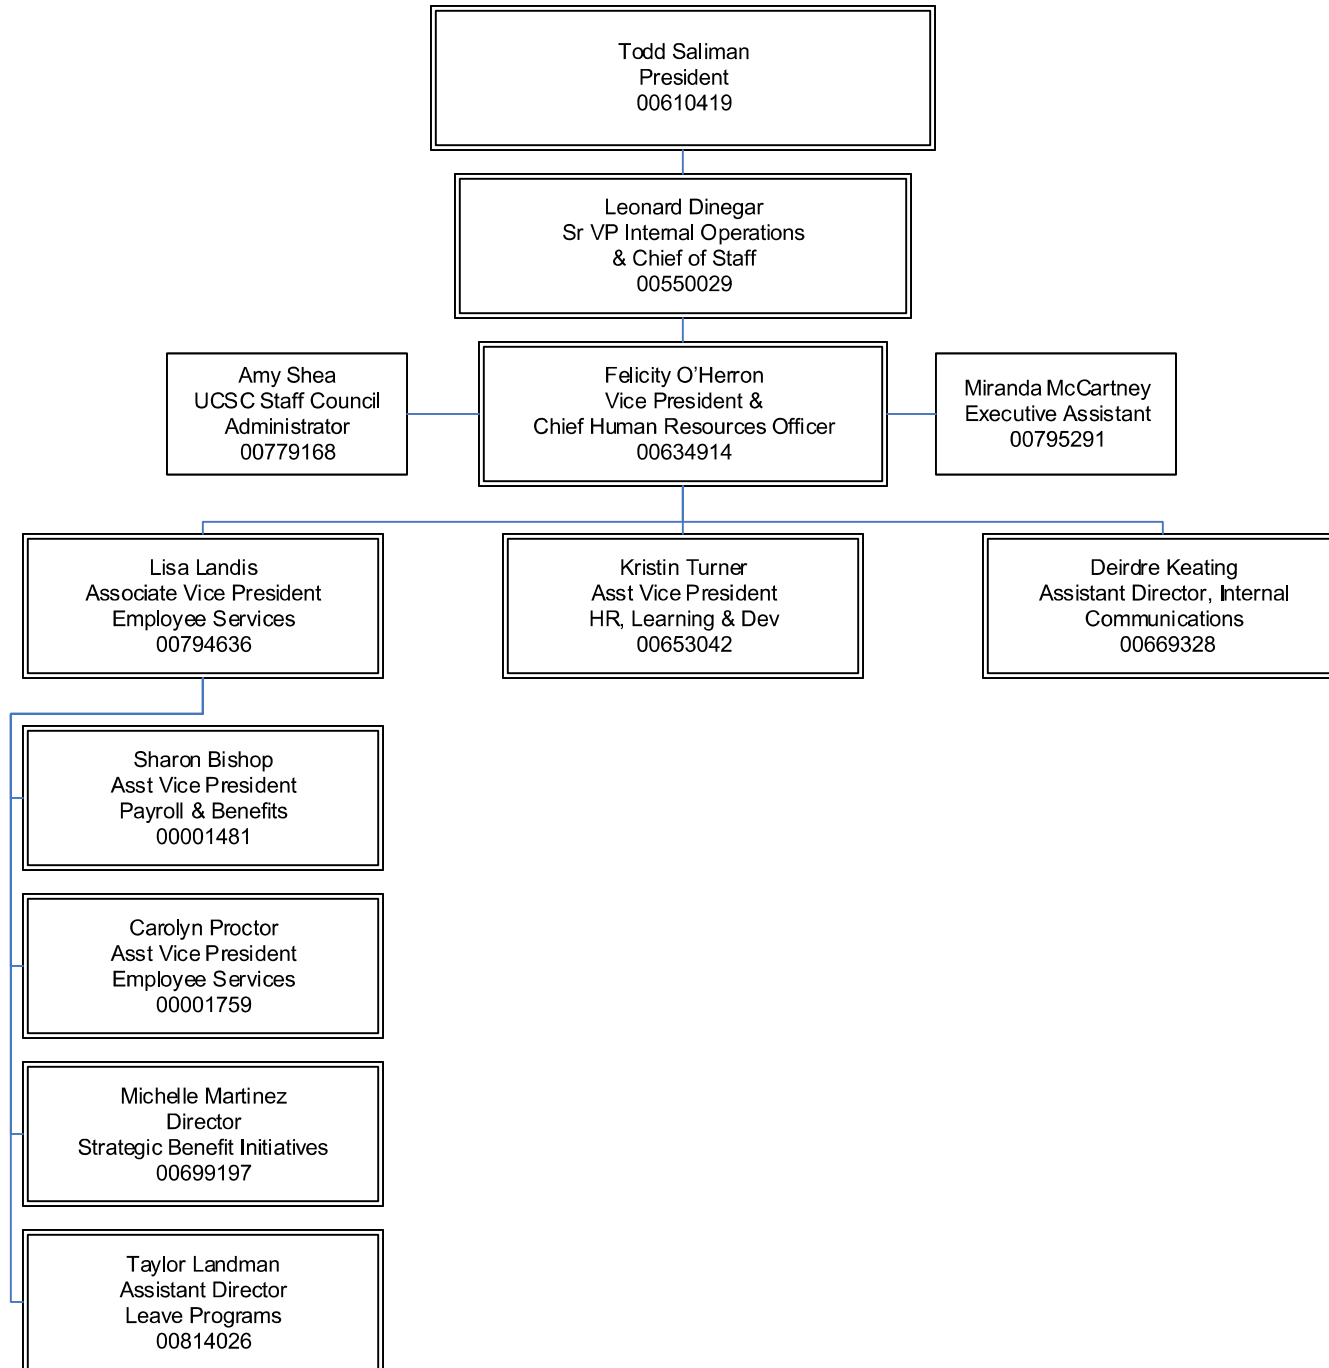 Todd Saliman
President
00610419
Leonard Dinegar
Sr VP Internal Operations
& Chief of Staff
00550029
Amy Shea
UCSC Staff Council
Administrator
00779168
Felicity O’Herron
Vice President &
Chief Human Resources Officer
00634914
Miranda McCartney
Executive Assistant
00795291
Lisa Landis
Associate Vice President
Employee Services
00794636
Kristin Turner
Asst Vice President
HR, Learning & Dev
00653042
Deirdre Keating
Assistant Director, Internal
Communications
00669328
Sharon Bishop
Asst Vice President
Payroll & Benefits
00001481
Carolyn Proctor
Asst Vice President
Employee Services
00001759
Michelle Martinez
Director
Strategic Benefit Initiatives
00699197
Taylor Landman
Assistant Director
Leave Programs
00814026